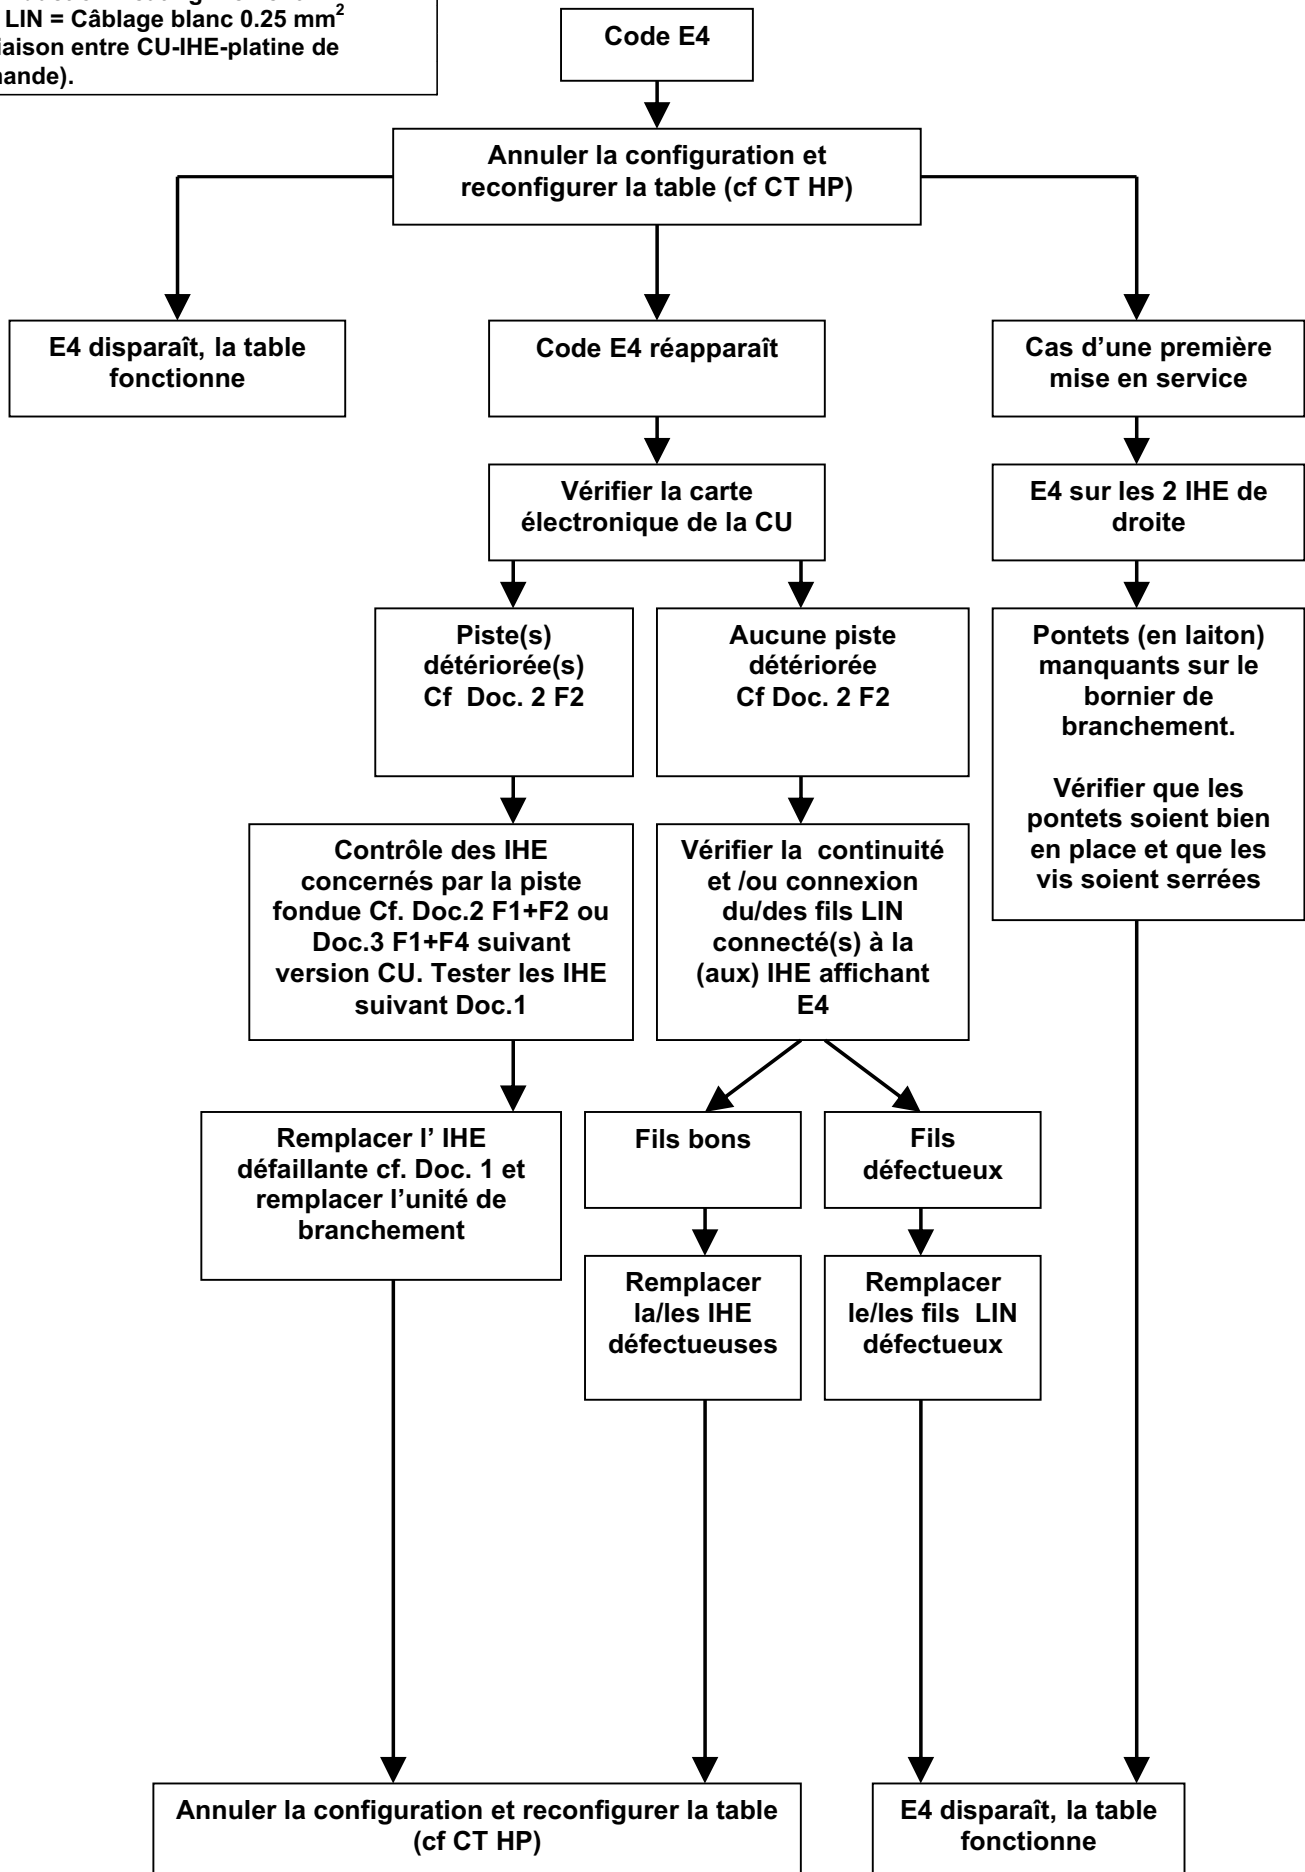 LIN = Câblage blanc 0.25 mm²
iaison entre CU-IHE-platine de
ande).
Code E4
Annuler la configuration et
reconfigurer la table (cf CT HP)
E4 disparaît, la table
fonctionne
Code E4 réapparaît
Cas d’une première
mise en service
Vérifier la carte
électronique de la CU
E4 sur les 2 IHE de
droite
Piste(s)
détériorée(s)
Cf Doc. 2 F2
Aucune piste
détériorée
Cf Doc. 2 F2
Pontets (en laiton)
manquants sur le
bornier de
branchement.
Vérifier que les
pontets soient bien
en place et que les
vis soient serrées
Contrôle des IHE
concernés par la piste
fondue Cf. Doc.2 F1+F2 ou
Doc.3 F1+F4 suivant
version CU. Tester les IHE
suivant Doc.1
Vérifier la continuité
et /ou connexion
du/des fils LIN
connecté(s) à la
(aux) IHE affichant
E4
Remplacer l’ IHE
défaillante cf. Doc. 1 et
remplacer l’unité de
branchement
Fils bons
Fils
défectueux
Remplacer
la/les IHE
défectueuses
Remplacer
le/les fils LIN
défectueux
Annuler la configuration et reconfigurer la table
(cf CT HP)
E4 disparaît, la table
fonctionne